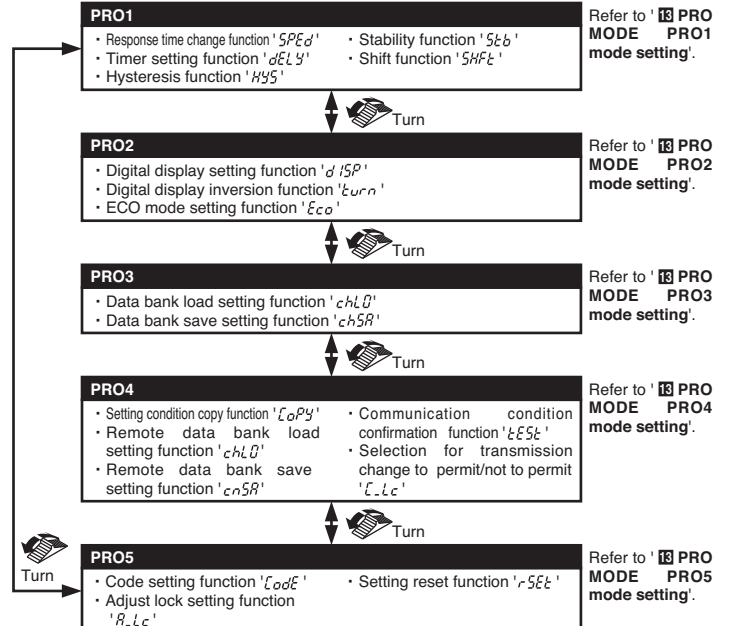 PRO1
・Response time change function 'SPEd'
・Timer setting function 'dELY'
・Hysteresis function 'HYS'
・Stability function 'Stb'
・Shift function 'SHFt'
Refer to ' 13 PRO
MODE PRO1
mode setting'.
Turn
PRO2
・Digital display setting function 'dISP'
・Digital display inversion function 'turn'
・ECO mode setting function 'Eco'
Refer to ' 13 PRO
MODE PRO2
mode setting'.
Turn
PRO3
・Data bank load setting function 'chLD'
・Data bank save setting function 'chSA'
Refer to ' 13 PRO
MODE PRO3
mode setting'.
Turn
PRO4
・Setting condition copy function 'CoPY'
・Remote data bank load
setting function 'chLD'
・Remote data bank save
setting function 'cnSA'
・Communication condition
confirmation function 'tESt'
・Selection for transmission
change to permit/not to permit
'C_Lc'
Refer to ' 13 PRO
MODE PRO4
mode setting'.
Turn
Turn
PRO5
・Code setting function 'CodE'
・Adjust lock setting function
'A_Lc'
・Setting reset function 'rSEt'
Refer to ' 13 PRO
MODE PRO5
mode setting'.